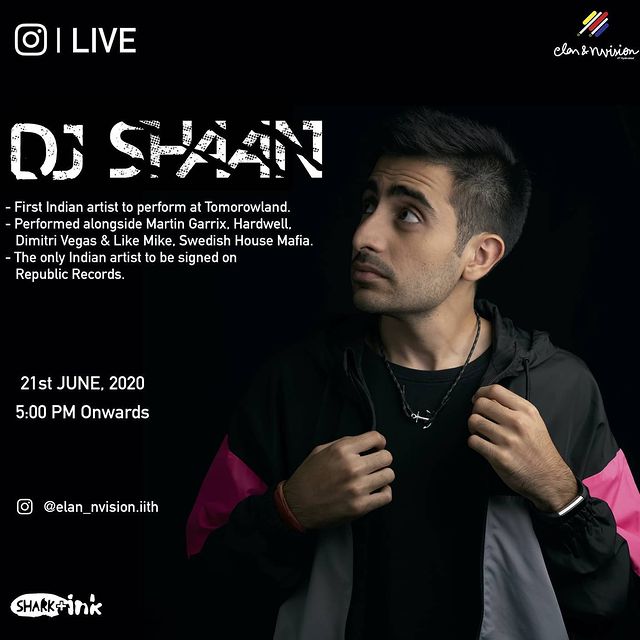 | LIVE
elan & nvision
DJ SHAAN
- First Indian artist to perform at Tomorowland.
- Performed alongside Martin Garrix, Hardwell,
Dimitri Vegas & Like Mike, Swedish House Mafia.
- The only Indian artist to be signed on
Republic Records.
21st JUNE, 2020
5:00 PM Onwards
@elan_nvision.iith
SHARK+ink